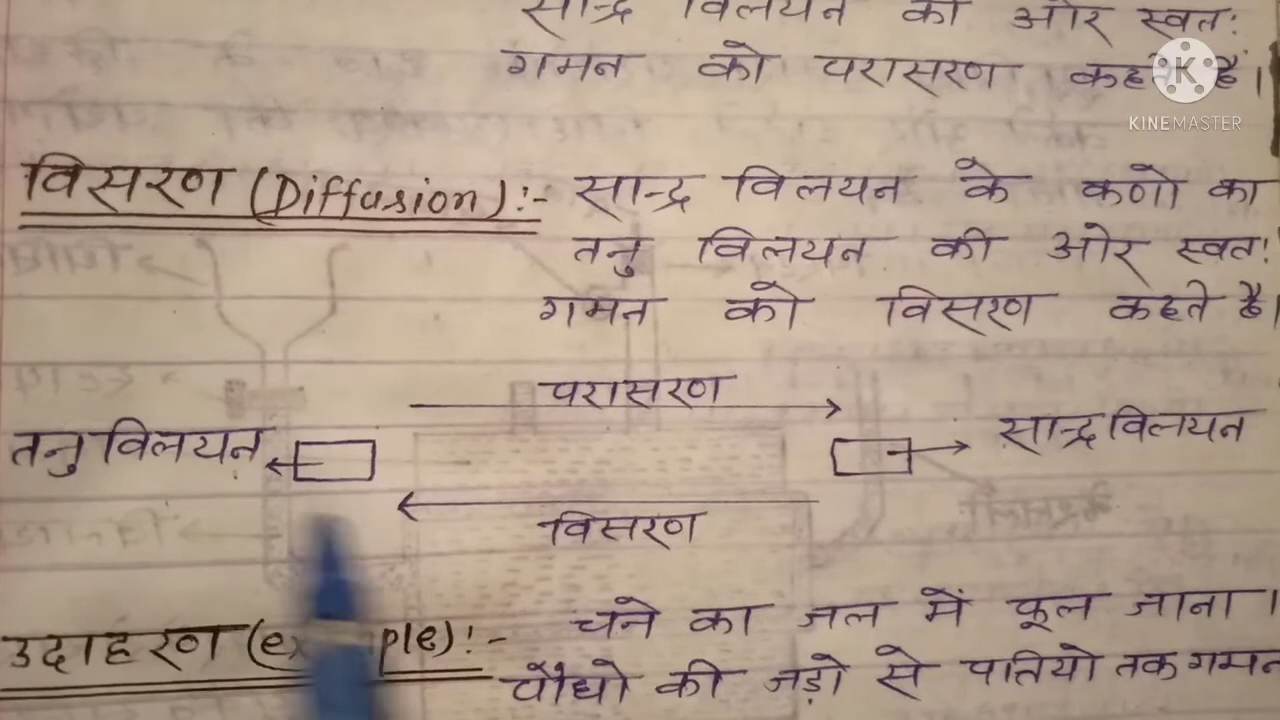 सान्द्र विलयन की ओर स्वतः
गमन को परासरण कहते है।
KINEMASTER
विसरण (Diffusion):- सान्द्र विलयन के कणो का
तनु विलयन की ओर स्वत:
गमन को विसरण कहते है।
परासरण
तनु विलयन
सान्द्र विलयन
विसरण
उदाहरण (example):- चने का जल में फूल जाना।
पौधो की जड़ो से पतियो तक गमन